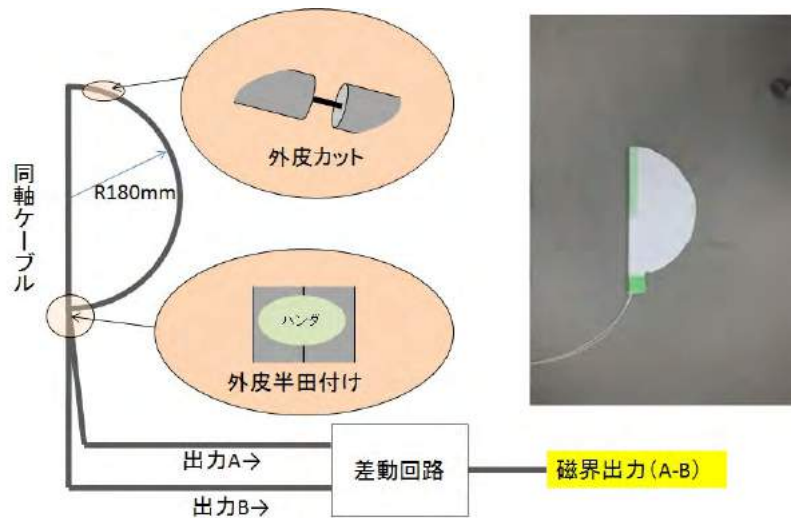 外皮カット
R180mm
同軸ケーブル
ハンダ
外皮半田付け
出力A→
差動回路
磁界出力(A-B)
出力B→